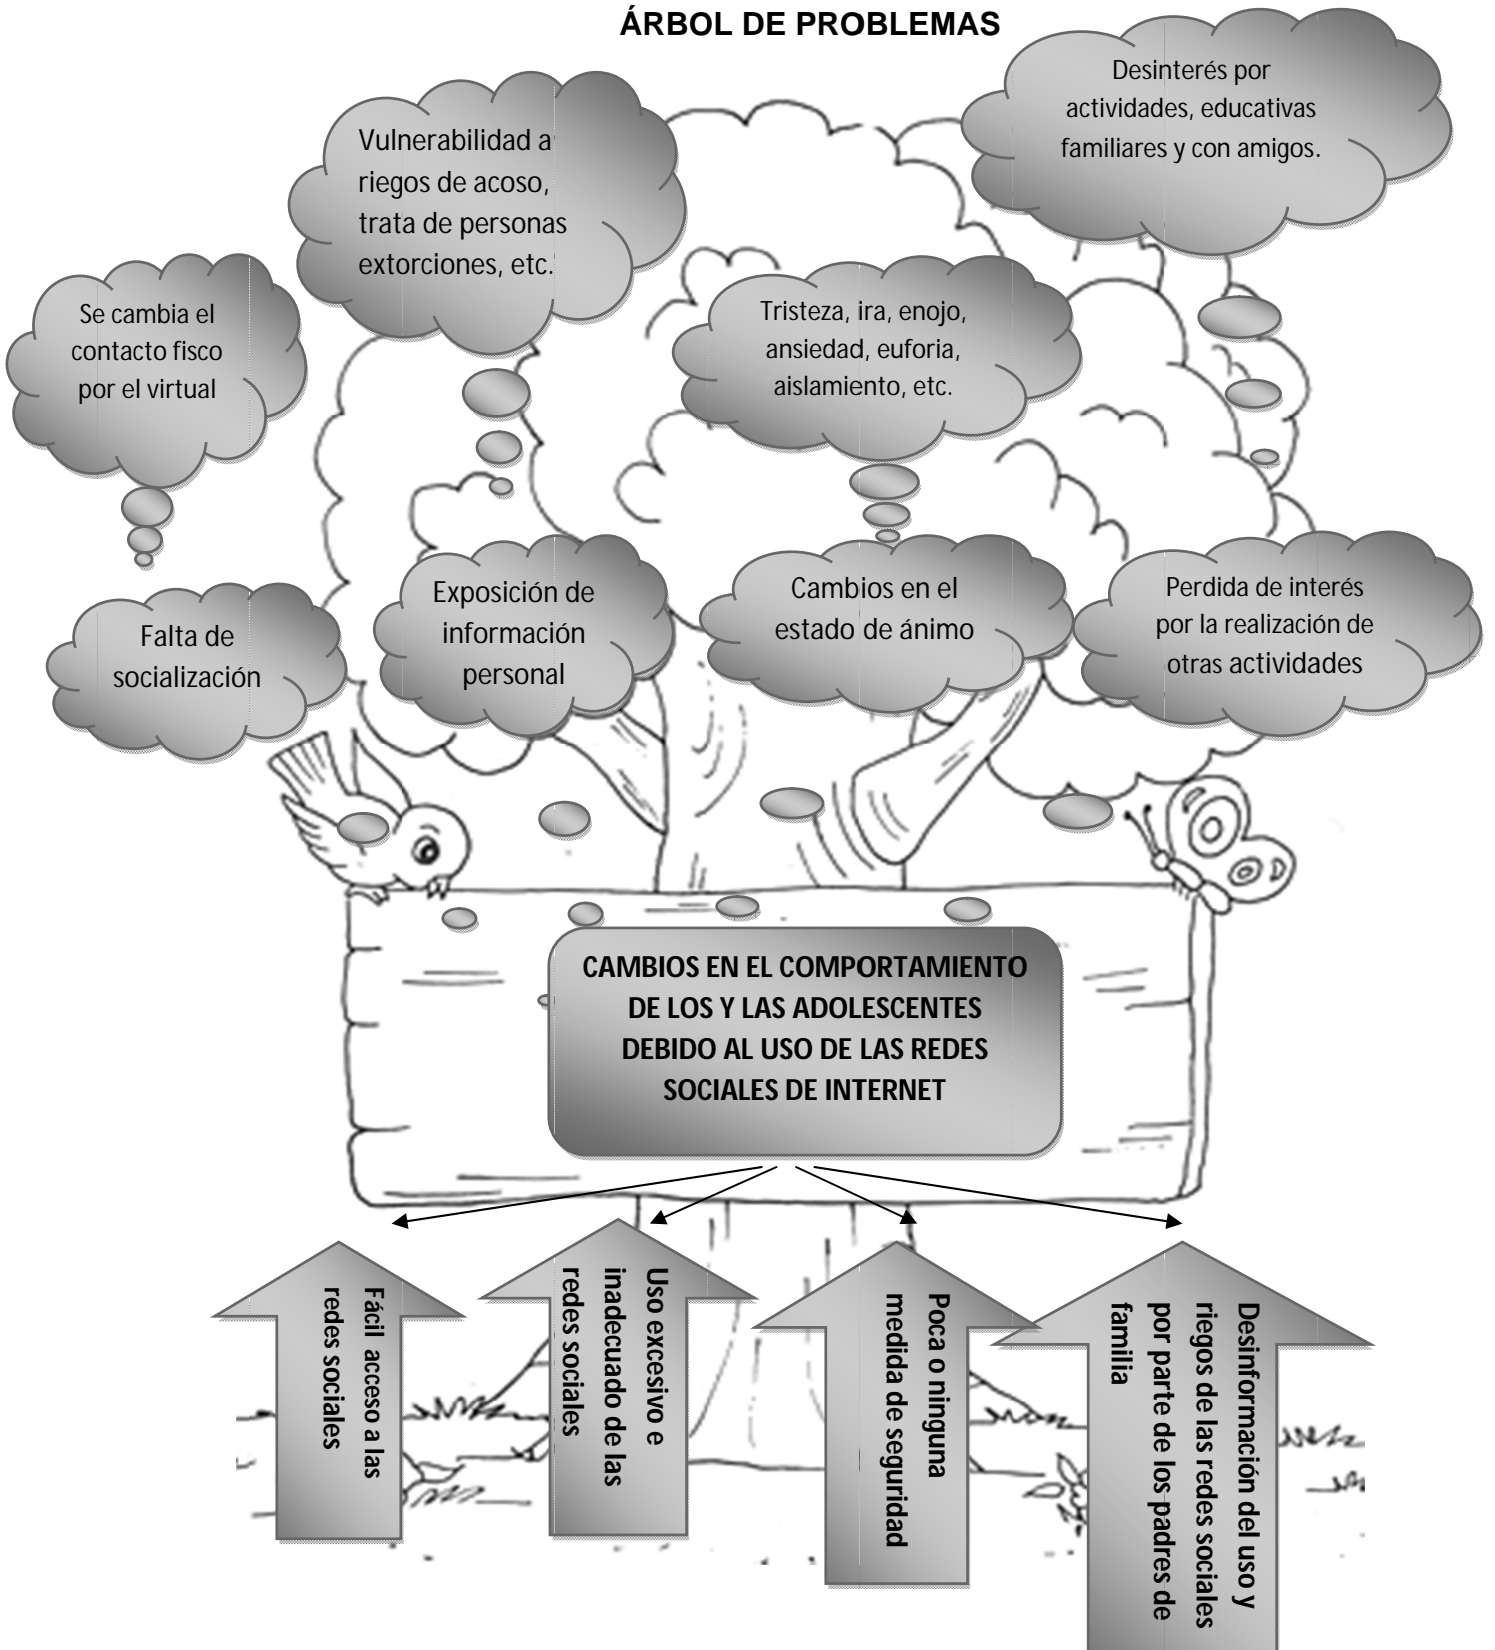 ÁRBOL DE PROBLEMAS
Desinterés por
actividades, educativas
familiares y con amigos.
Vulnerabilidad a
riegos de acoso,
trata de personas
extorciones, etc.
Se cambia el
contacto fisco
por el virtual
Tristeza, ira, enojo,
ansiedad, euforia,
aislamiento, etc.
Falta de
socialización
Exposición de
información
personal
Cambios en el
estado de ánimo
Perdida de interés
por la realización de
otras actividades
CAMBIOS EN EL COMPORTAMIENTO
DE LOS Y LAS ADOLESCENTES
DEBIDO AL USO DE LAS REDES
SOCIALES DE INTERNET
Fácil acceso a las
redes sociales
Uso excesivo e
inadecuado de las
redes sociales
Poca o ninguna
medida de seguridad
Desinformación del uso y
riegos de las redes sociales
por parte de los padres de
familia